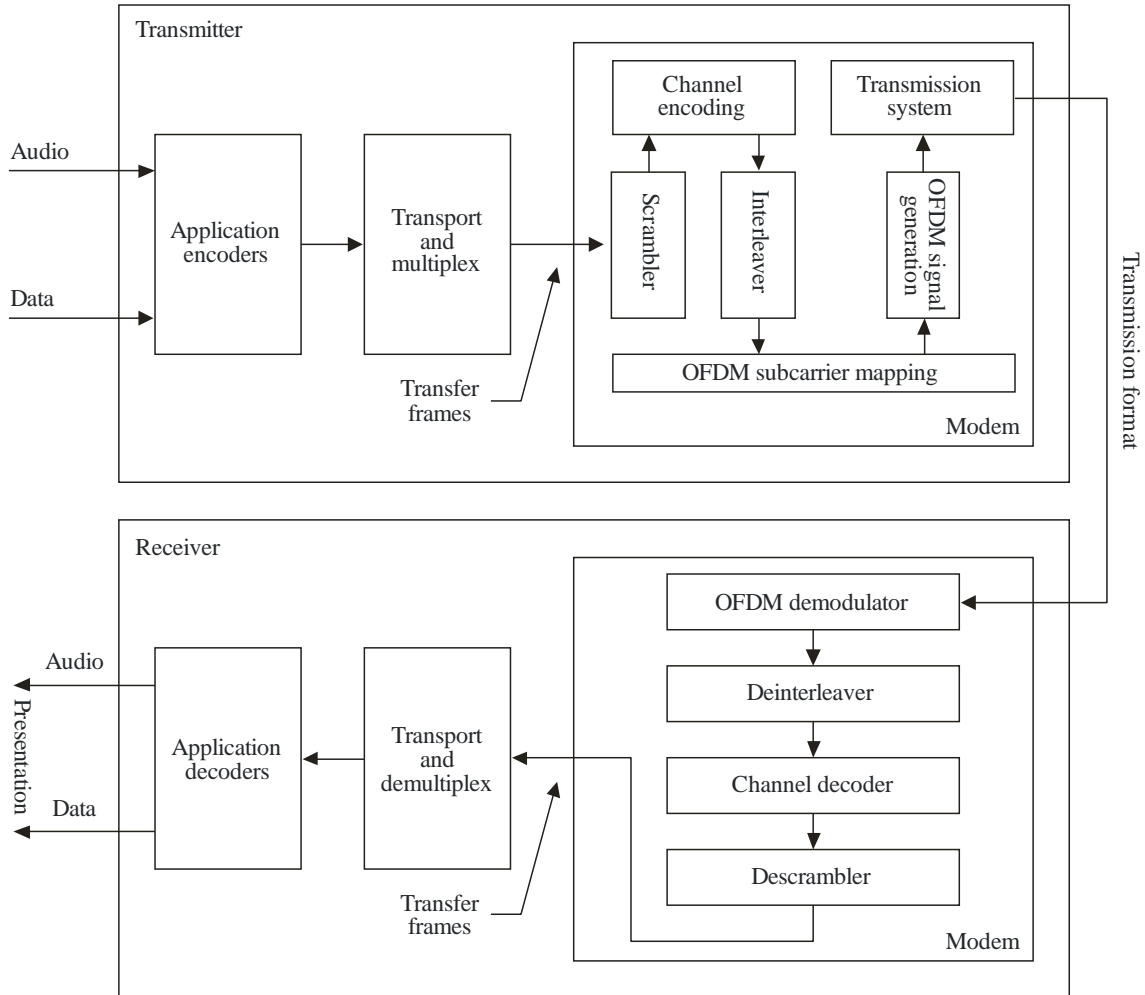 Transmitter
Audio
Data
Application
encoders
Transport
and
multiplex
Transfer
frames
Scrambler
Channel
encoding
Interleaver
OFDM subcarrier mapping
OFDM signal
generation
Transmission
system
Modem
Transmission format
Receiver
OFDM demodulator
Deinterleaver
Channel decoder
Descrambler
Modem
Transfer
frames
Transport
and
demultiplex
Application
decoders
Audio
Data
Presentation